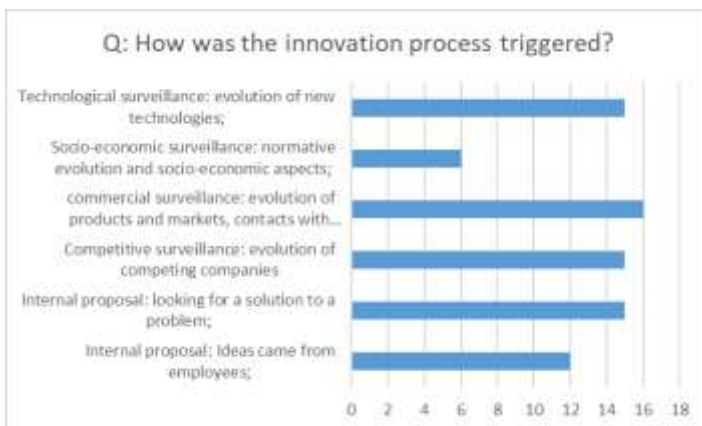 Q: How was the innovation process triggered?
Technological surveillance: evolution of new
technologies;
Socio-economic surveillance: normative
evolution and socio-economic aspects;
commercial surveillance: evolution of
products and markets, contacts with...
Competitive surveillance: evolution of
competing companies
Internal proposal: looking for a solution to a
problem;
Internal proposal: Ideas came from
employees;
0 2 4 6 8 10 12 14 16 18